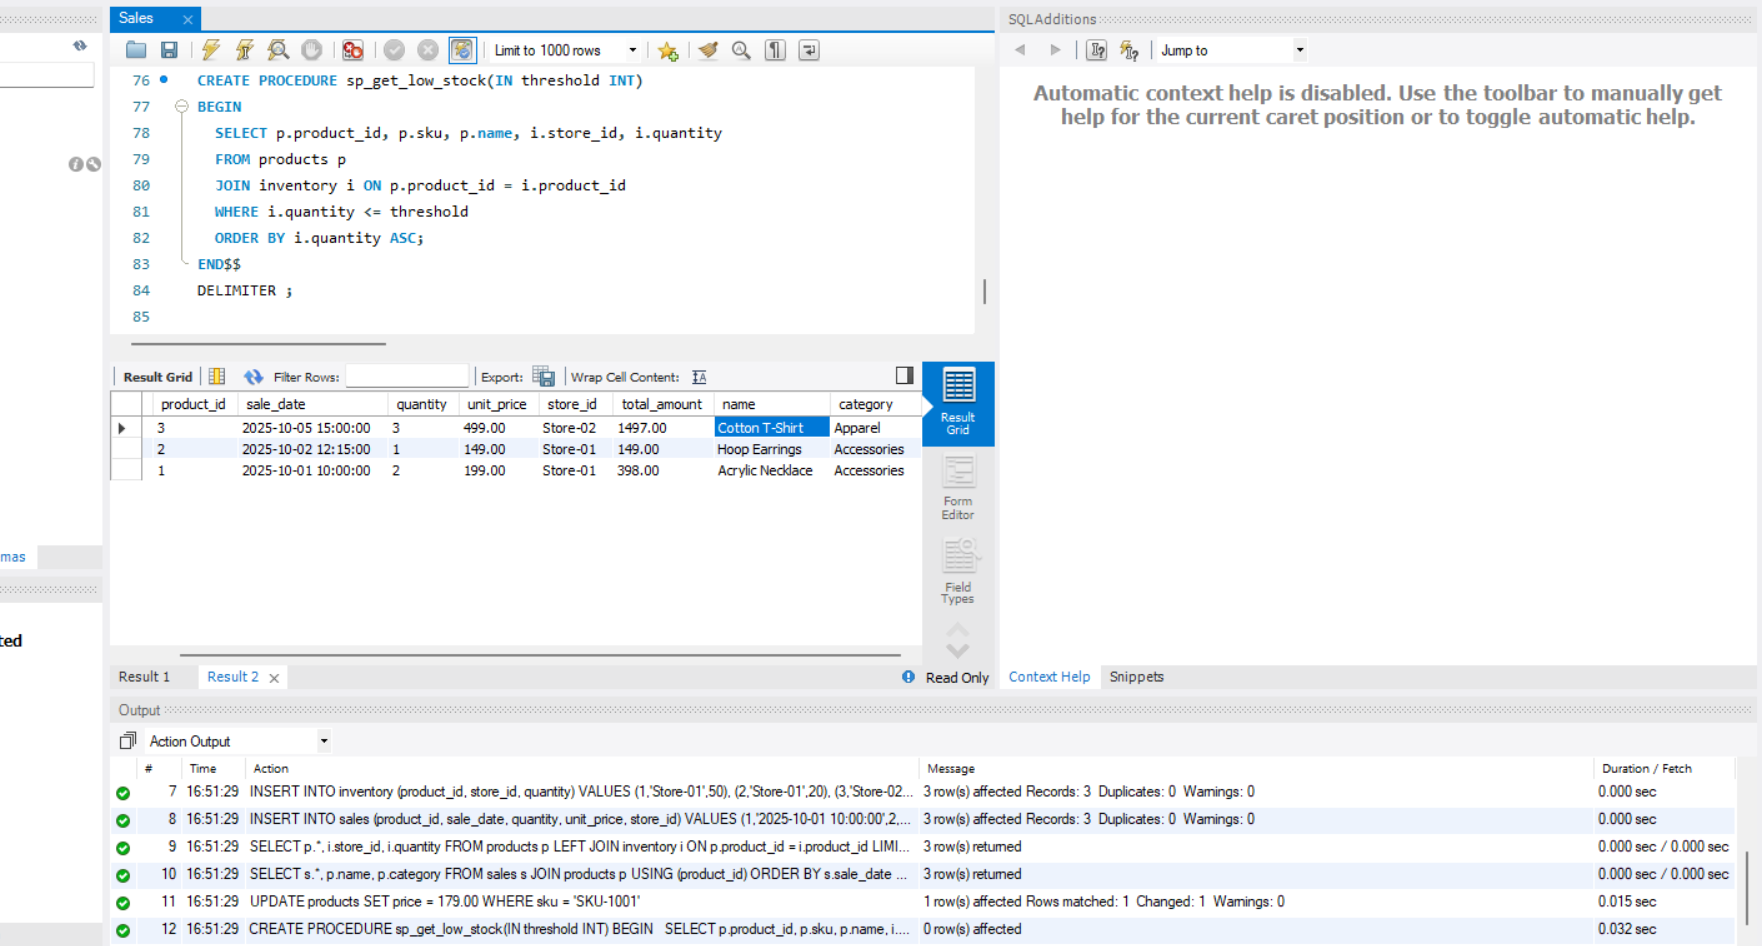 Sales
SQLAdditions
Limit to 1000 rows
Jump to
76 CREATE PROCEDURE sp_get_low_stock(IN threshold INT)
77 BEGIN
78 SELECT p.product_id, p.sku, p.name, i.store_id, i.quantity
79 FROM products p
80 JOIN inventory i ON p.product_id = i.product_id
81 WHERE i.quantity <= threshold
82 ORDER BY i.quantity ASC;
83 END$$
84 DELIMITER ;
85
Automatic context help is disabled. Use the toolbar to manually get
help for the current caret position or to toggle automatic help.
Result Grid Filter Rows: Export: Wrap Cell Content:
product_id sale_date quantity unit_price store_id total_amount name category
3 2025-10-05 15:00:00 3 499.00 Store-02 1497.00 Cotton T-Shirt Apparel
2 2025-10-02 12:15:00 1 149.00 Store-01 149.00 Hoop Earrings Accessories
1 2025-10-01 10:00:00 2 199.00 Store-01 398.00 Acrylic Necklace Accessories
Result
Grid
Form
Editor
Field
Types
mas
ted
Result 1 Result 2 Read Only
Context Help Snippets
Output
Action Output
# Time Action Message Duration / Fetch
7 16:51:29 INSERT INTO inventory (product_id, store_id, quantity) VALUES (1,'Store-01',50), (2,'Store-01',20), (3,'Store-02... 3 row(s) affected Records: 3 Duplicates: 0 Warnings: 0 0.000 sec
8 16:51:29 INSERT INTO sales (product_id, sale_date, quantity, unit_price, store_id) VALUES (1,'2025-10-01 10:00:00',2,... 3 row(s) affected Records: 3 Duplicates: 0 Warnings: 0 0.000 sec
9 16:51:29 SELECT p.*, i.store_id, i.quantity FROM products p LEFT JOIN inventory i ON p.product_id = i.product_id LIMI... 3 row(s) returned 0.000 sec / 0.000 sec
10 16:51:29 SELECT s.*, p.name, p.category FROM sales s JOIN products p USING (product_id) ORDER BY s.sale_date ... 3 row(s) returned 0.000 sec / 0.000 sec
11 16:51:29 UPDATE products SET price = 179.00 WHERE sku = 'SKU-1001' 1 row(s) affected Rows matched: 1 Changed: 1 Warnings: 0 0.015 sec
12 16:51:29 CREATE PROCEDURE sp_get_low_stock(IN threshold INT) BEGIN SELECT p.product_id, p.sku, p.name, i.... 0 row(s) affected 0.032 sec